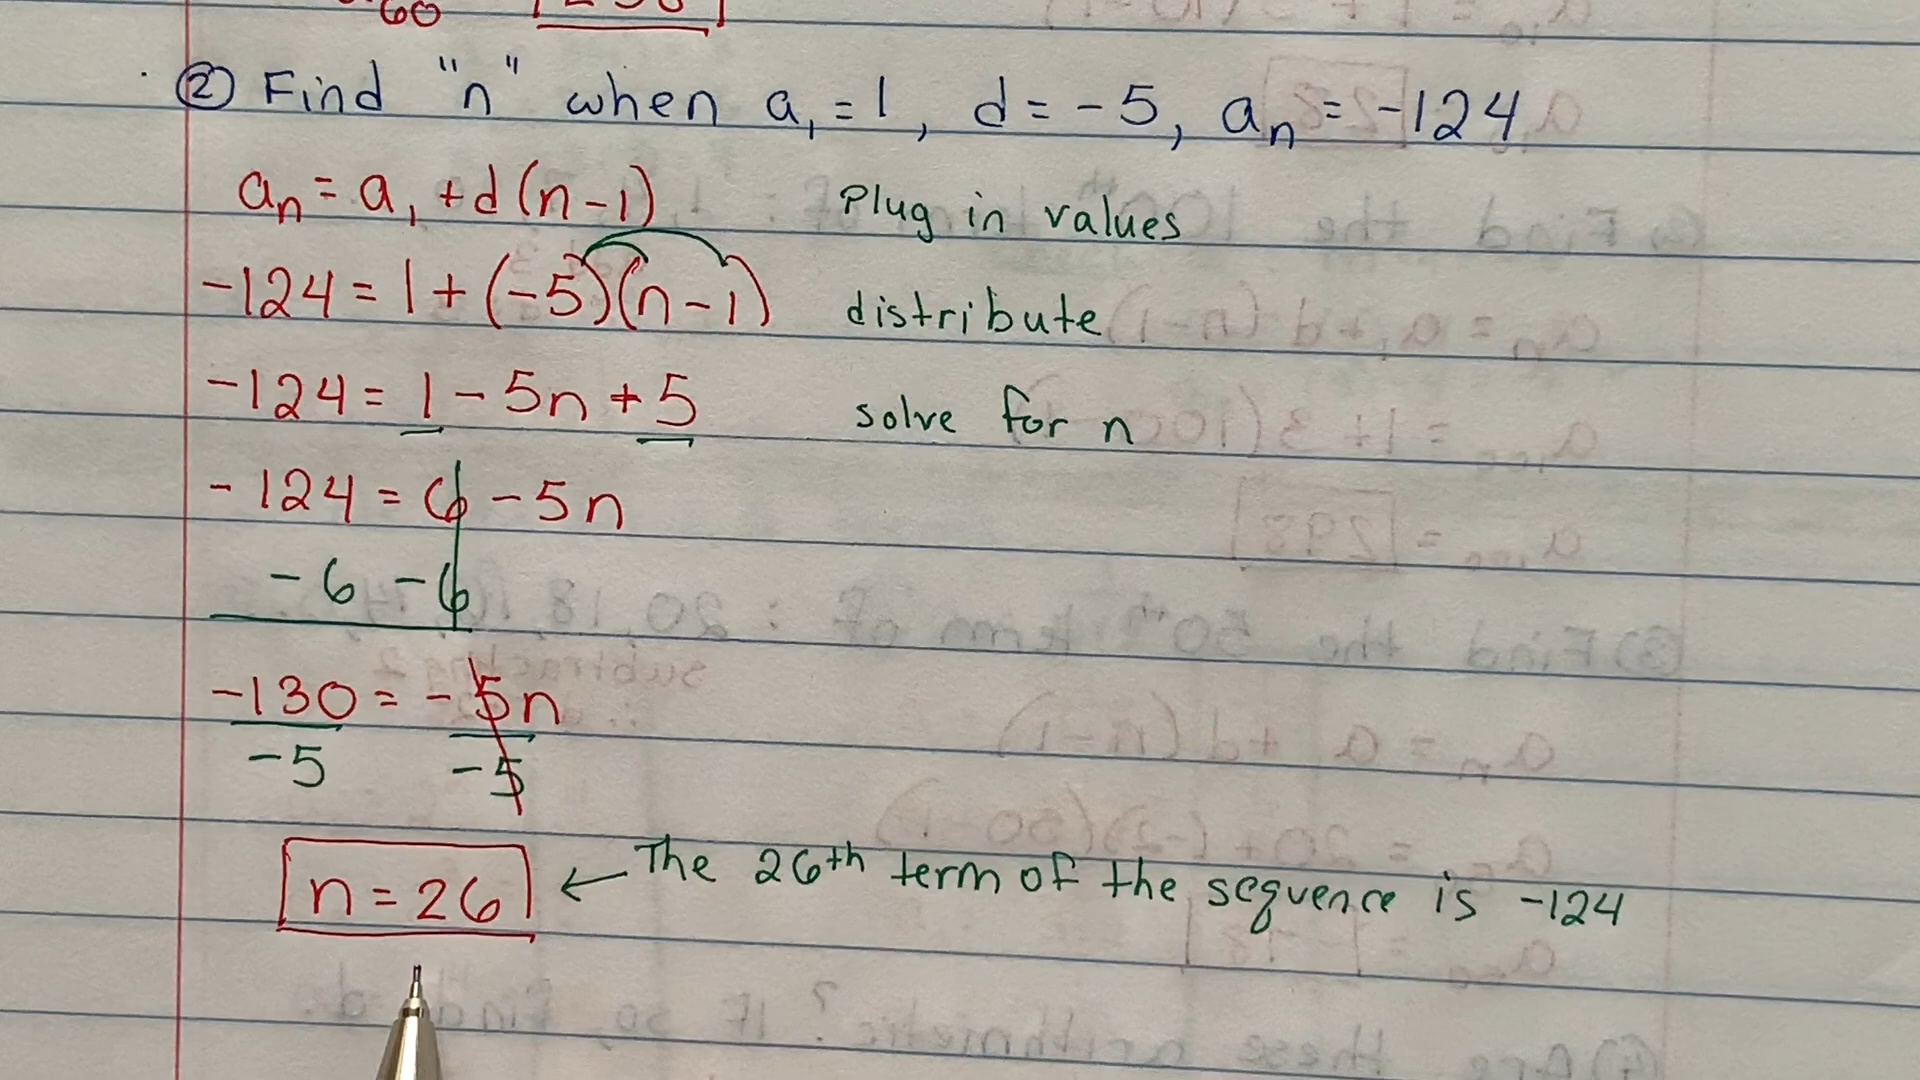 60
② Find "n" when a₁ = 1, d = -5, aₙ = -124
aₙ = a₁ + d(n-1) Plug in values
-124 = 1 + (-5)(n-1) distribute
-124 = 1 - 5n + 5 solve for n
-124 = 6 - 5n
-6 -6
-130 = -5n
-5 -5
n = 26 ← The 26th term of the sequence is -124